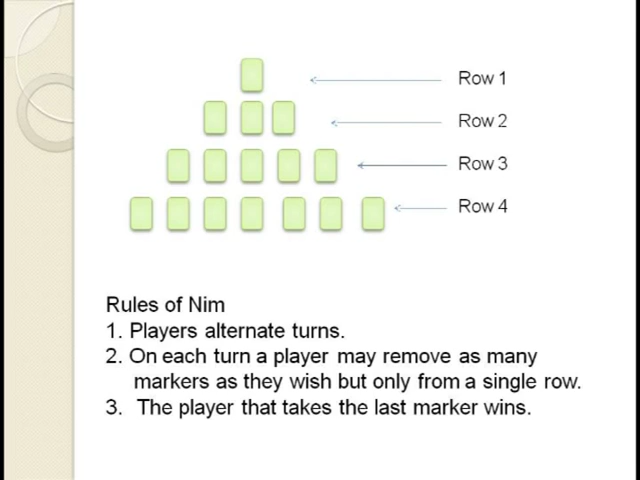 Row 1
Row 2
Row 3
Row 4
Rules of Nim
1. Players alternate turns.
2. On each turn a player may remove as many
markers as they wish but only from a single row.
3. The player that takes the last marker wins.